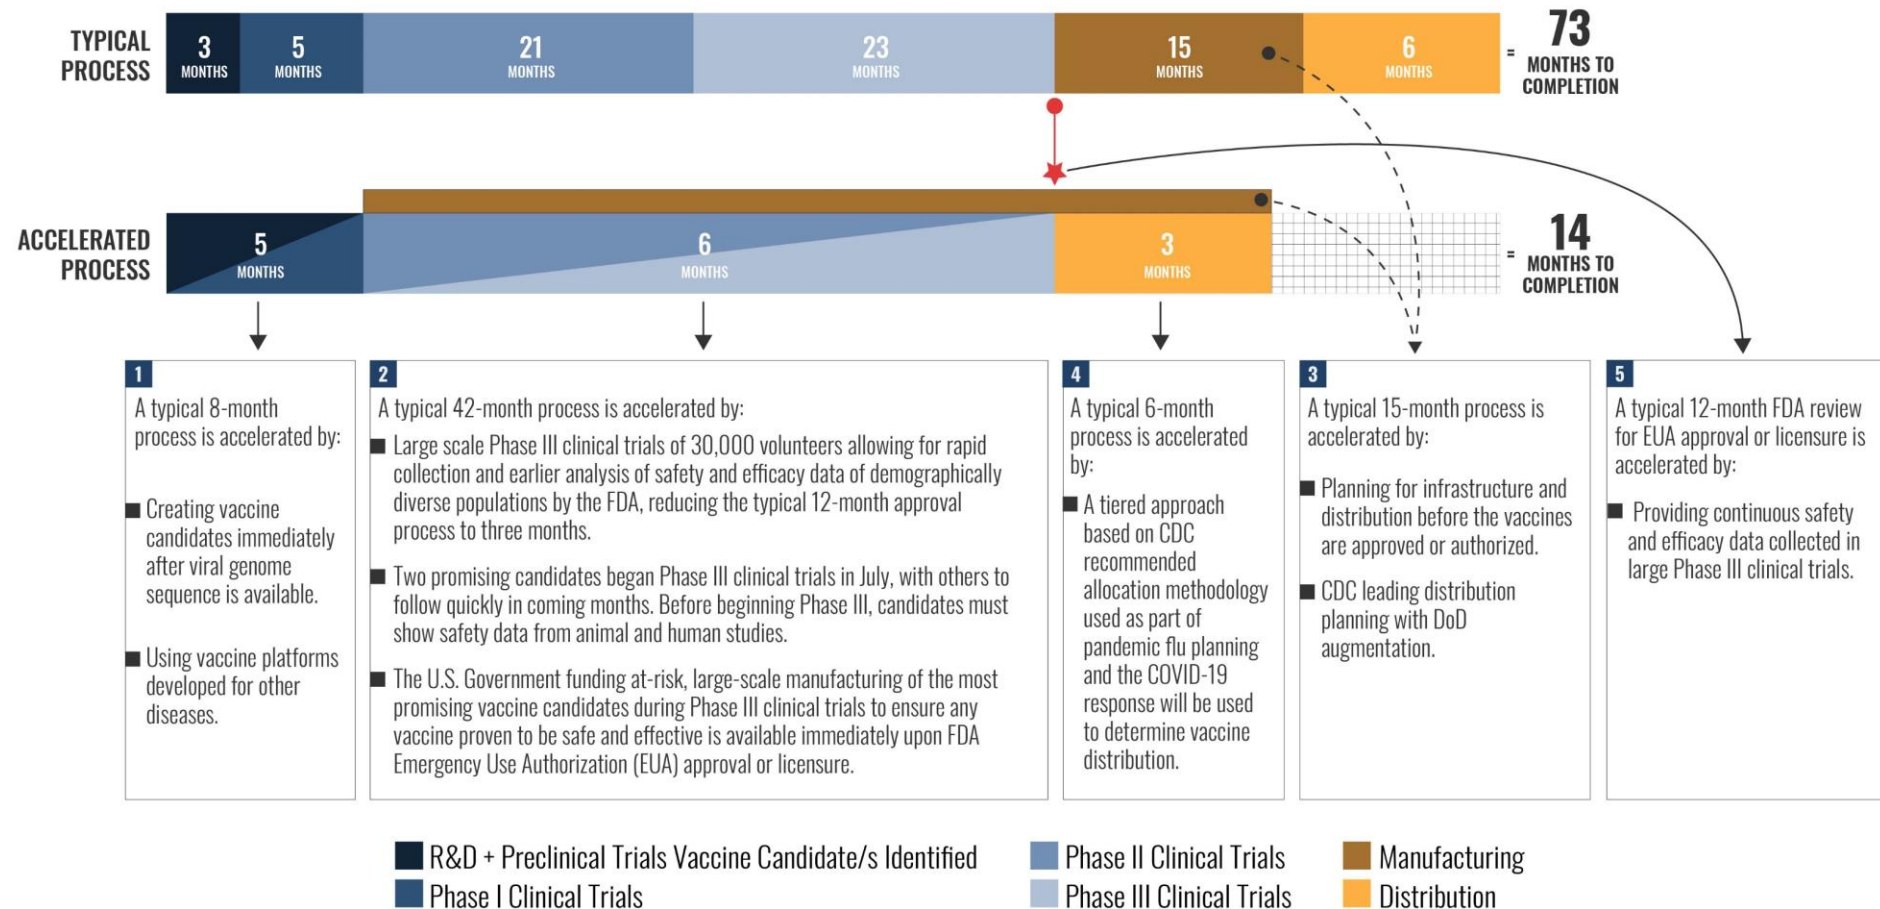 TYPICAL
PROCESS
3
MONTHS
5
MONTHS
21
MONTHS
23
MONTHS
15
MONTHS
6
MONTHS
=
73
MONTHS TO
COMPLETION
ACCELERATED
PROCESS
5
MONTHS
6
MONTHS
3
MONTHS
=
14
MONTHS TO
COMPLETION
1
A typical 8-month
process is accelerated by:
■ Creating vaccine
candidates immediately
after viral genome
sequence is available.
■ Using vaccine platforms
developed for other
diseases.
2
A typical 42-month process is accelerated by:
■ Large scale Phase III clinical trials of 30,000 volunteers allowing for rapid
collection and earlier analysis of safety and efficacy data of demographically
diverse populations by the FDA, reducing the typical 12-month approval
process to three months.
■ Two promising candidates began Phase III clinical trials in July, with others to
follow quickly in coming months. Before beginning Phase III, candidates must
show safety data from animal and human studies.
■ The U.S. Government funding at-risk, large-scale manufacturing of the most
promising vaccine candidates during Phase III clinical trials to ensure any
vaccine proven to be safe and effective is available immediately upon FDA
Emergency Use Authorization (EUA) approval or licensure.
4
A typical 6-month
process is accelerated
by:
■ A tiered approach
based on CDC
recommended
allocation methodology
used as part of
pandemic flu planning
and the COVID-19
response will be used
to determine vaccine
distribution.
3
A typical 15-month process is
accelerated by:
■ Planning for infrastructure and
distribution before the vaccines
are approved or authorized.
■ CDC leading distribution
planning with DoD
augmentation.
5
A typical 12-month FDA review
for EUA approval or licensure is
accelerated by:
■ Providing continuous safety
and efficacy data collected in
large Phase III clinical trials.
R&D + Preclinical Trials Vaccine Candidate/s Identified
Phase I Clinical Trials
Phase II Clinical Trials
Phase III Clinical Trials
Manufacturing
Distribution